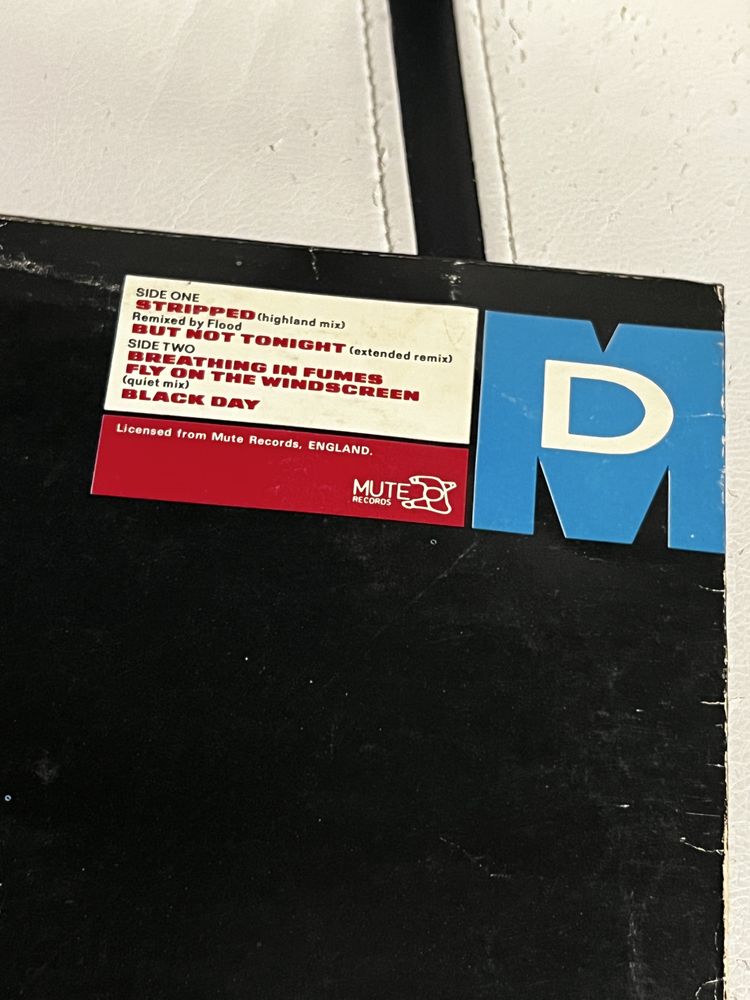 SIDE ONE
STRIPPED (highland mix)
Remixed by Flood
BUT NOT TONIGHT (extended remix)
SIDE TWO
BREATHING IN FUMES
FLY ON THE WINDSCREEN
(quiet mix)
BLACK DAY
Licensed from Mute Records, ENGLAND.
MUTE
RECORDS
D
M